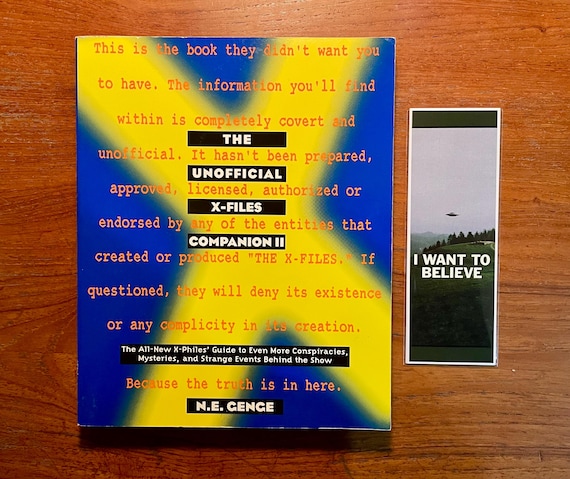 This is the book they didn't want you
to have. The information you'll find
within is completely covert and
THE
unofficial. It hasn't been prepared,
UNOFFICIAL
approved, licensed, authorized or
X-FILES
endorsed by any of the entities that
COMPANION II
created or produced "THE X-FILES." If
questioned, they will deny its existence
or any complicity in its creation.
The All-New X-Philes' Guide to Even More Conspiracies,
Mysteries, and Strange Events Behind the Show
Because the truth is in here.
N.E. GENGE
I WANT TO
BELIEVE